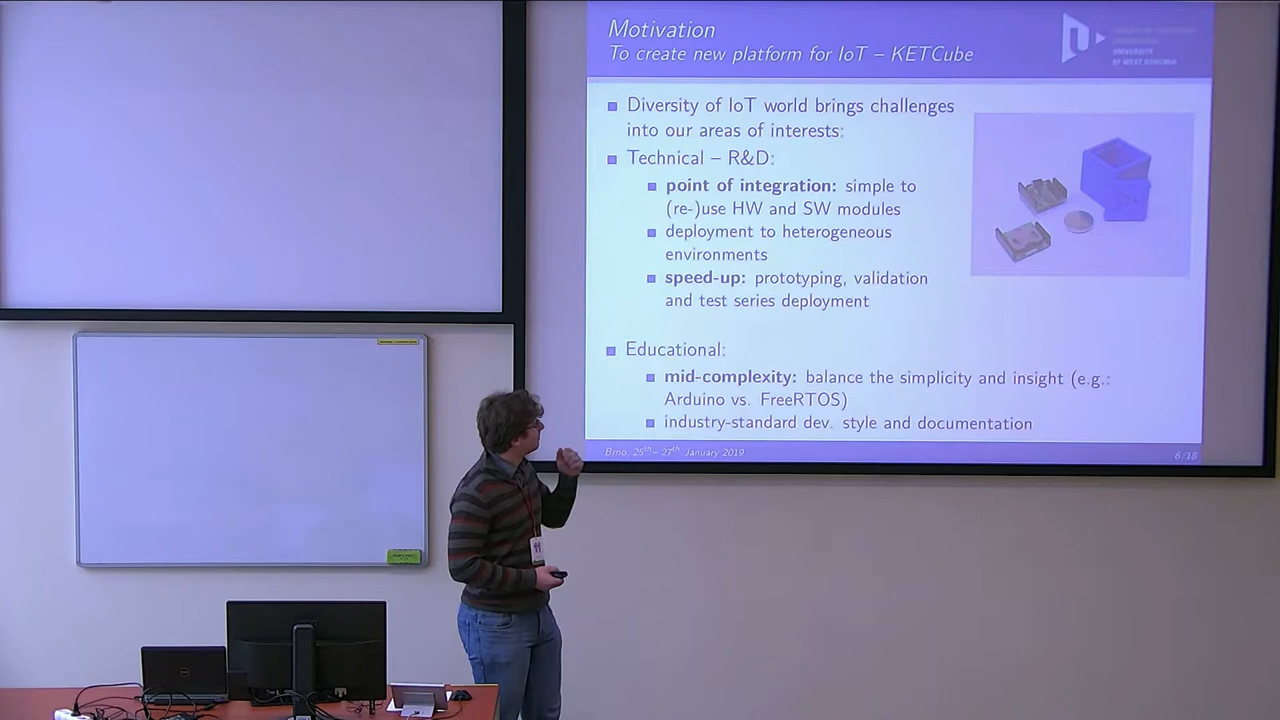 Motivation
To create new platform for IoT – KETCube
UNIVERSITY
OF WEST BOHEMIA
Diversity of IoT world brings challenges
into our areas of interests:
Technical – R&D:
point of integration: simple to
(re-)use HW and SW modules
deployment to heterogeneous
environments
speed-up: prototyping, validation
and test series deployment
Educational:
mid-complexity: balance the simplicity and insight (e.g.:
Arduino vs. FreeRTOS)
industry-standard dev. style and documentation
Brno, 25th– 27th January 2019
6/18
DELL